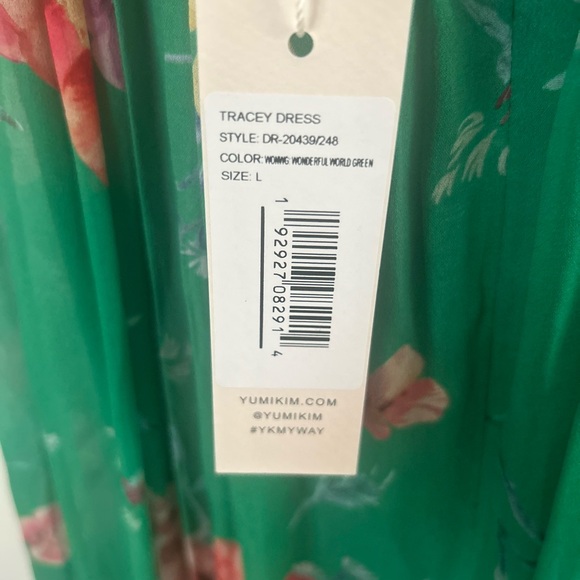 TRACEY DRESS
STYLE: DR-20439/248
COLOR: WOWWG: WONDERFUL WORLD GREEN
SIZE: L
1 92927 08291 4
YUMIKIM.COM
@YUMIKIM
#YKMYWAY